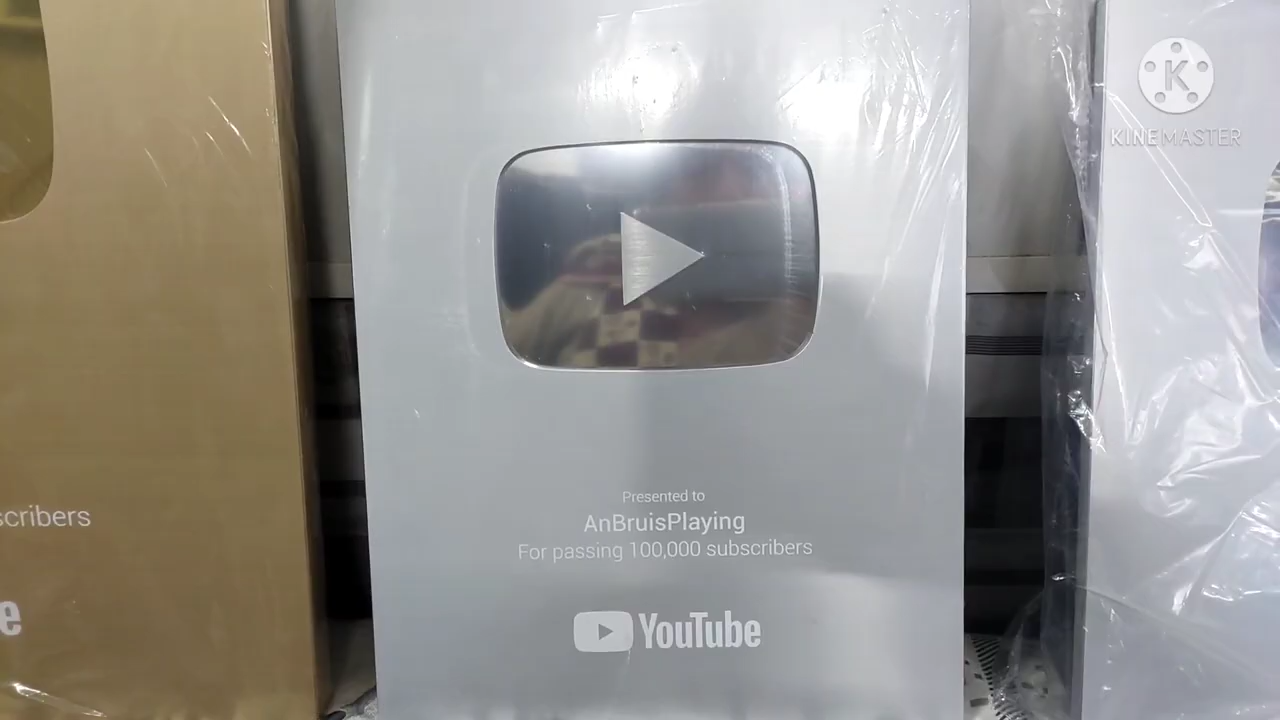 KINEMASTER
Presented to
AnBruisPlaying
For passing 100,000 subscribers
YouTube
scribers
e